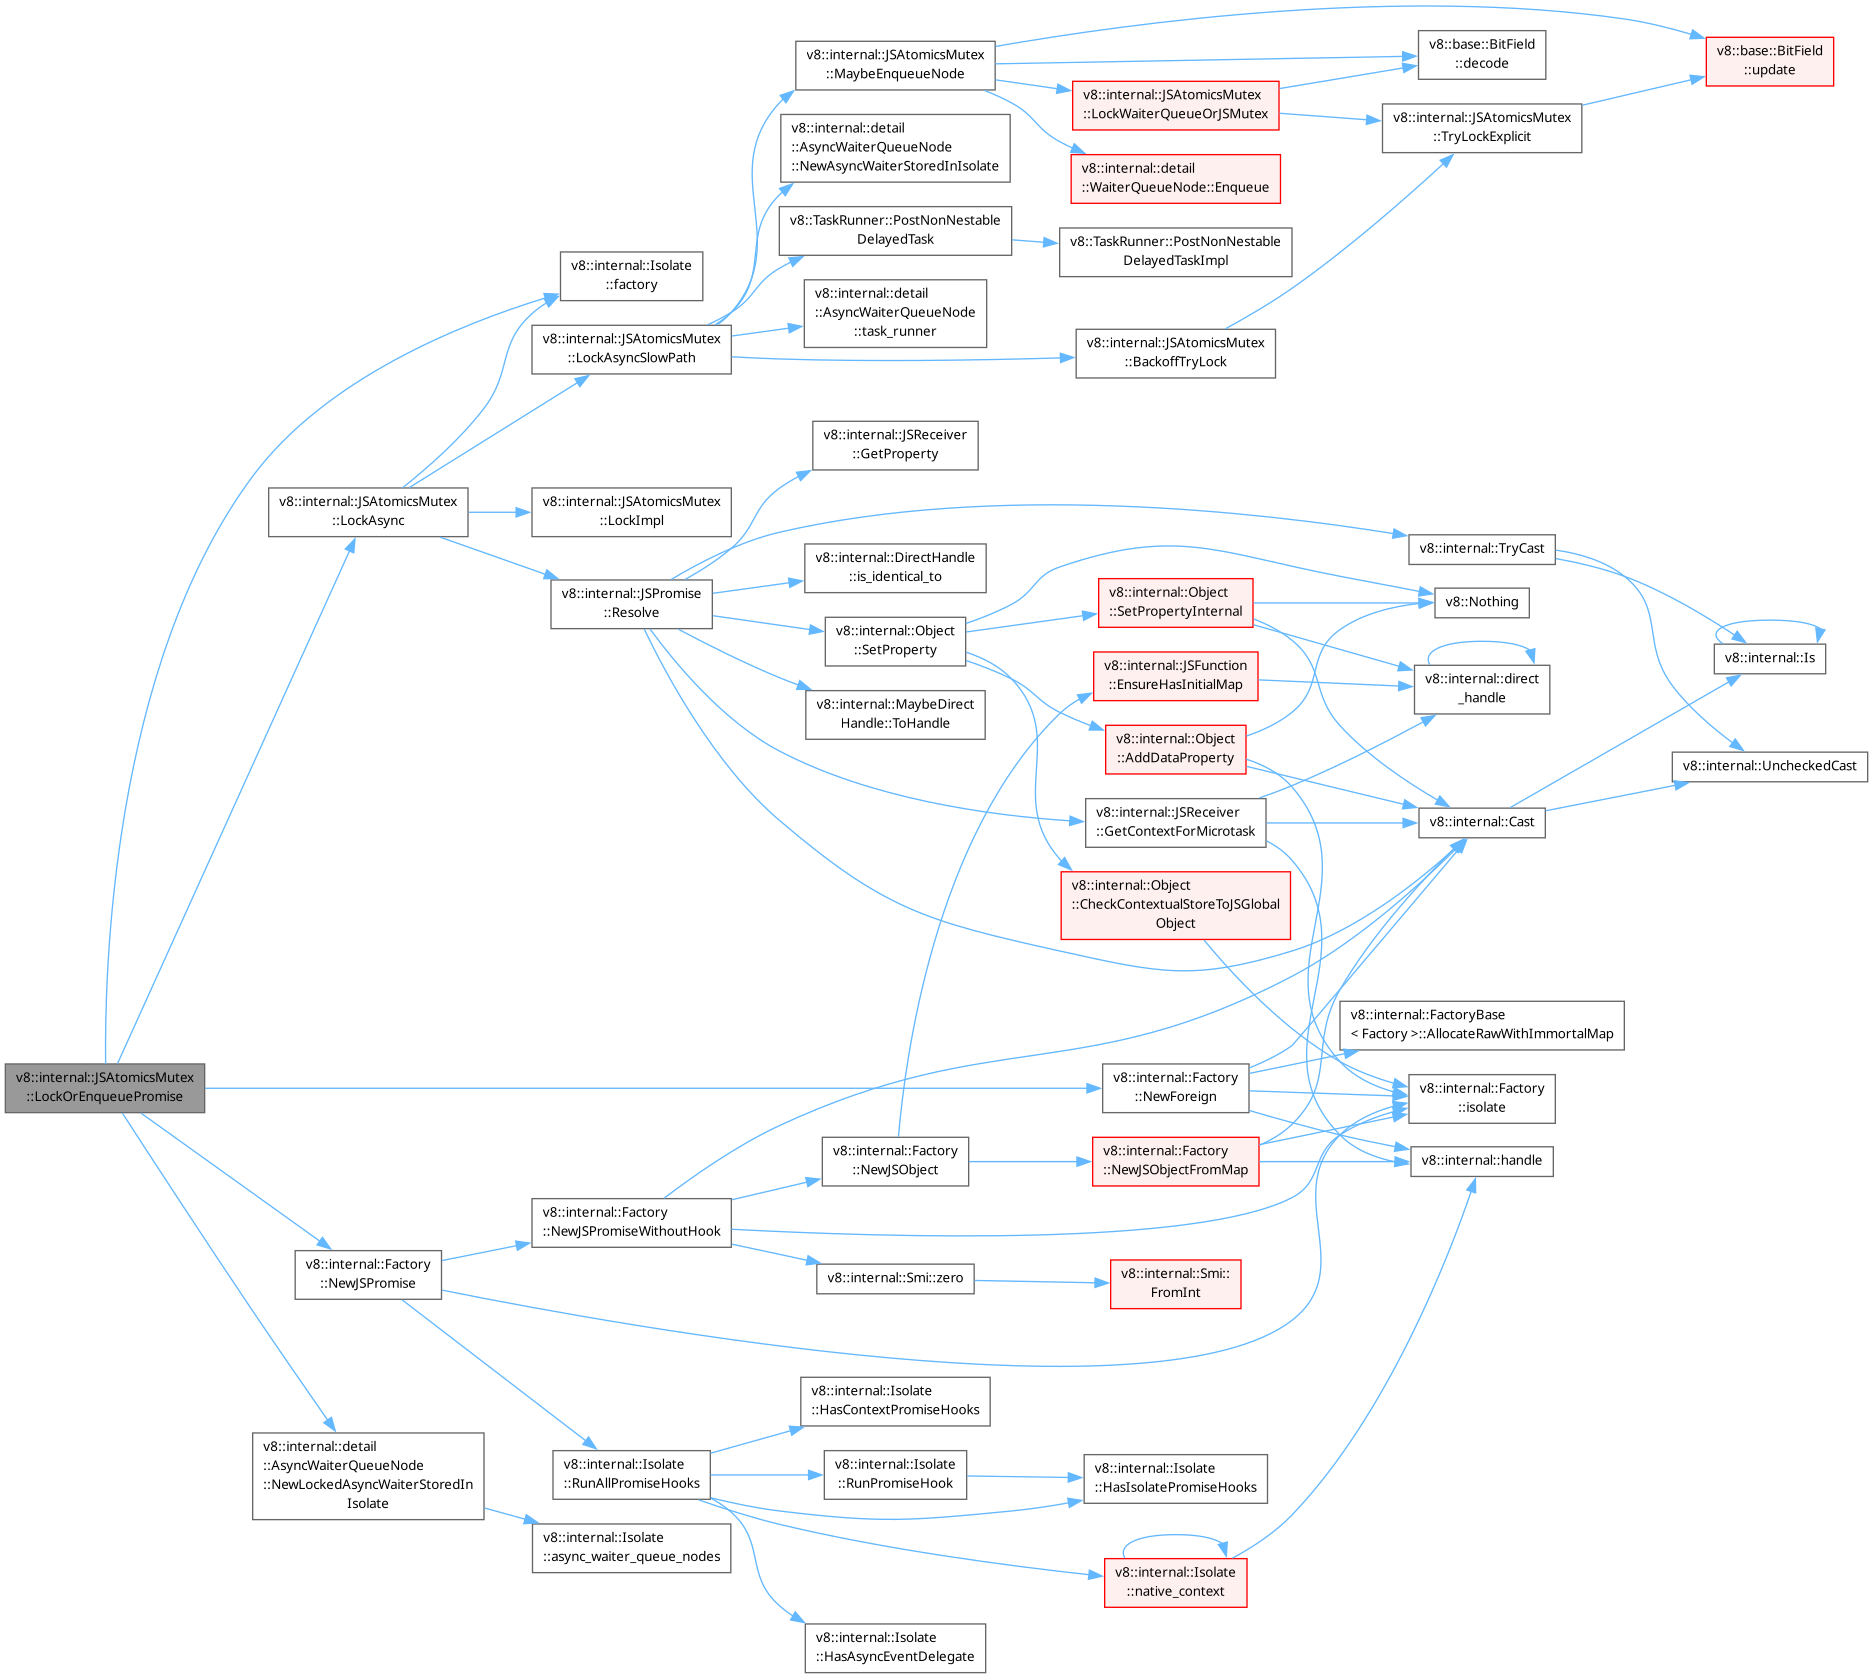 v8::internal::JSAtomicsMutex
::LockOrEnqueuePromise
v8::internal::Isolate
::factory
v8::internal::JSAtomicsMutex
::LockAsync
v8::internal::JSAtomicsMutex
::LockAsyncSlowPath
v8::internal::JSAtomicsMutex
::MaybeEnqueueNode
v8::base::BitField
::decode
v8::base::BitField
::update
v8::internal::JSAtomicsMutex
::LockWaiterQueueOrJSMutex
v8::internal::JSAtomicsMutex
::TryLockExplicit
v8::internal::detail
::WaiterQueueNode::Enqueue
v8::internal::detail
::AsyncWaiterQueueNode
::NewAsyncWaiterStoredInIsolate
v8::TaskRunner::PostNonNestable
DelayedTask
v8::TaskRunner::PostNonNestable
DelayedTaskImpl
v8::internal::detail
::AsyncWaiterQueueNode
::task_runner
v8::internal::JSAtomicsMutex
::BackoffTryLock
v8::internal::JSAtomicsMutex
::LockImpl
v8::internal::JSPromise
::Resolve
v8::internal::JSReceiver
::GetProperty
v8::internal::DirectHandle
::is_identical_to
v8::internal::Object
::SetProperty
v8::internal::MaybeDirect
Handle::ToHandle
v8::internal::TryCast
v8::internal::Object
::SetPropertyInternal
v8::Nothing
v8::internal::JSFunction
::EnsureHasInitialMap
v8::internal::direct
_handle
v8::internal::Is
v8::internal::Object
::AddDataProperty
v8::internal::UncheckedCast
v8::internal::JSReceiver
::GetContextForMicrotask
v8::internal::Cast
v8::internal::Object
::CheckContextualStoreToJSGlobal
Object
v8::internal::FactoryBase
< Factory >::AllocateRawWithImmortalMap
v8::internal::Factory
::NewForeign
v8::internal::Factory
::isolate
v8::internal::Factory
::NewJSObject
v8::internal::Factory
::NewJSObjectFromMap
v8::internal::handle
v8::internal::Factory
::NewJSPromiseWithoutHook
v8::internal::Factory
::NewJSPromise
v8::internal::Smi::zero
v8::internal::Smi::
FromInt
v8::internal::Isolate
::HasContextPromiseHooks
v8::internal::detail
::AsyncWaiterQueueNode
::NewLockedAsyncWaiterStoredIn
Isolate
v8::internal::Isolate
::RunAllPromiseHooks
v8::internal::Isolate
::RunPromiseHook
v8::internal::Isolate
::HasIsolatePromiseHooks
v8::internal::Isolate
::async_waiter_queue_nodes
v8::internal::Isolate
::native_context
v8::internal::Isolate
::HasAsyncEventDelegate